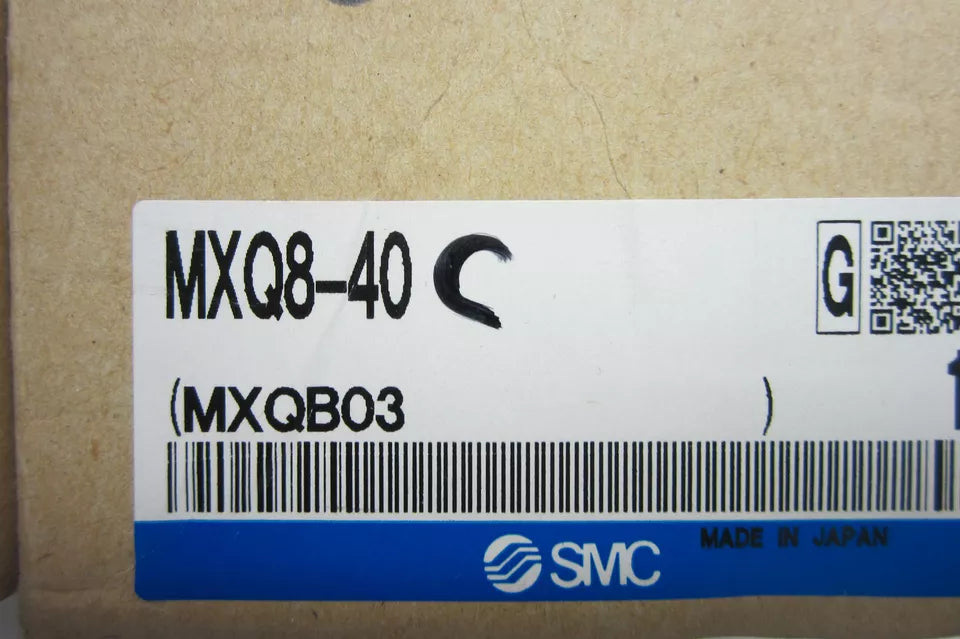 MXQ8-40 C
G
(MXQB03 )
SMC
MADE IN JAPAN